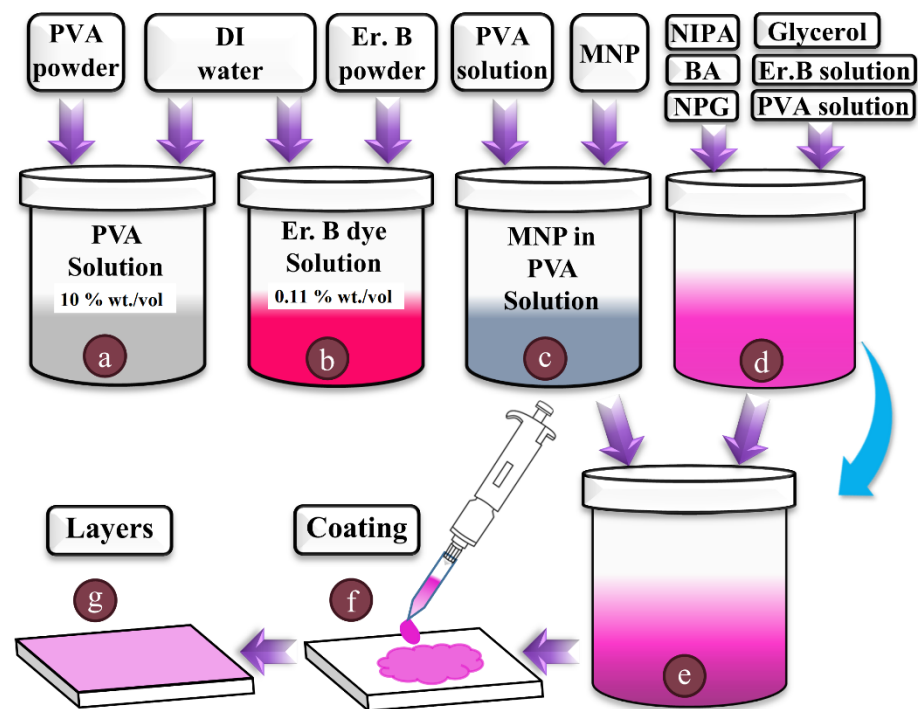 PVA
powder
DI
water
Er. B
powder
PVA
solution
MNP
NIPA
BA
NPG
Glycerol
Er.B solution
PVA solution
PVA
Solution
10 % wt./vol
a
Er. B dye
Solution
0.11 % wt./vol
b
MNP in
PVA
Solution
c
d
Layers
Coating
g
f
e